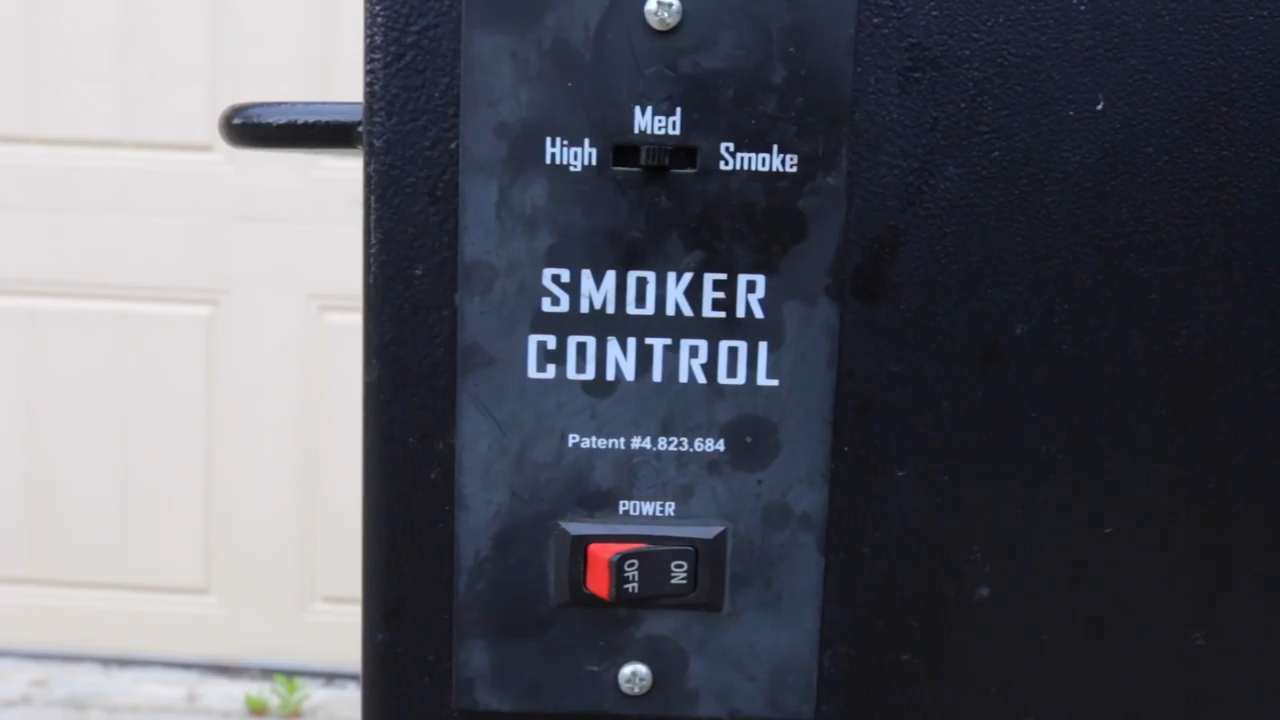 Med
High Smoke
SMOKER
CONTROL
Patent #4,823,684
POWER
OFF ON